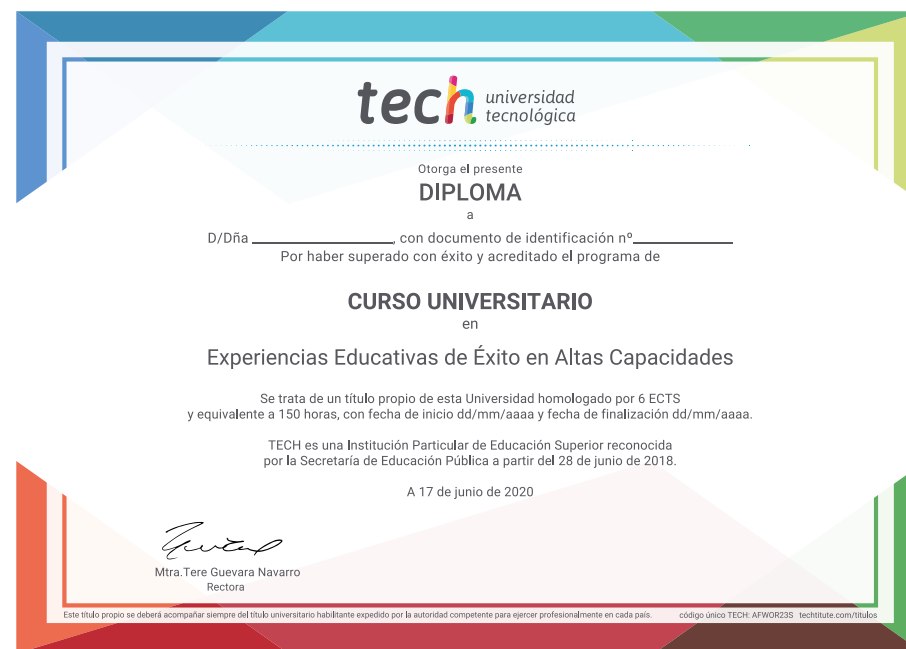 tech universidad
tecnológica
Otorga el presente
DIPLOMA
a
D/Dña ____________________, con documento de identificación nº______________
Por haber superado con éxito y acreditado el programa de
CURSO UNIVERSITARIO
en
Experiencias Educativas de Éxito en Altas Capacidades
Se trata de un título propio de esta Universidad homologado por 6 ECTS
y equivalente a 150 horas, con fecha de inicio dd/mm/aaaa y fecha de finalización dd/mm/aaaa.
TECH es una Institución Particular de Educación Superior reconocida
por la Secretaría de Educación Pública a partir del 28 de junio de 2018.
A 17 de junio de 2020
Mtra.Tere Guevara Navarro
Rectora
Este título propio se deberá acompañar siempre del título universitario habilitante expedido por la autoridad competente para ejercer profesionalmente en cada país. código único TECH: AFWOR23S techtitute.com/titulos